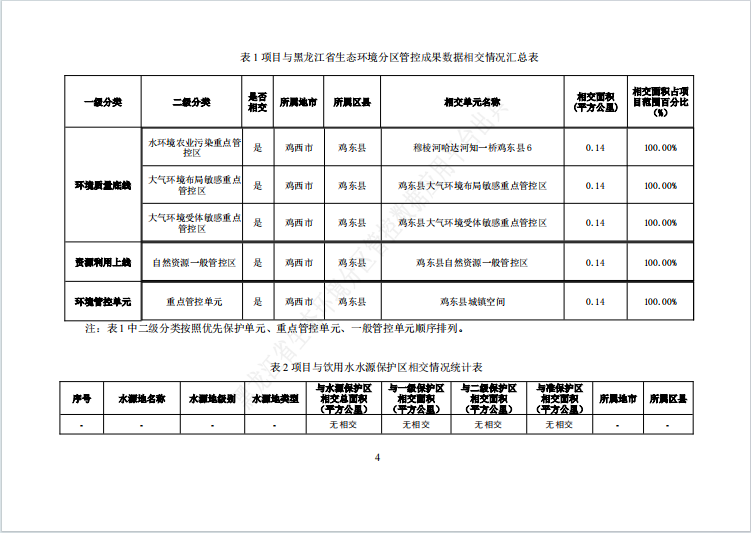 表 1 项目与黑龙江省生态环境分区管控成果数据相交情况汇总表
一级分类 二级分类 是否相交 所属地市 所属区县 相交单元名称 相交面积(平方公里) 相交面积占项目范围百分比（%）
环境质量底线 水环境农业污染重点管控区 是 鸡西市 鸡东县 穆棱河哈达河知一桥鸡东县 6 0.14 100.00%
大气环境布局敏感重点管控区 是 鸡西市 鸡东县 鸡东县大气环境布局敏感重点管控区 0.14 100.00%
大气环境受体敏感重点管控区 是 鸡西市 鸡东县 鸡东县大气环境受体敏感重点管控区 0.14 100.00%
资源利用上线 自然资源一般管控区 是 鸡西市 鸡东县 鸡东县自然资源一般管控区 0.14 100.00%
环境管控单元 重点管控单元 是 鸡西市 鸡东县 鸡东县城镇空间 0.14 100.00%
注：表 1 中二级分类按照优先保护单元、重点管控单元、一般管控单元顺序排列。
表 2 项目与饮用水水源保护区相交情况统计表
序号 水源地名称 水源地级别 水源地类型 与水源保护区相交总面积（平方公里） 与一级保护区相交面积（平方公里） 与二级保护区相交面积（平方公里） 与准保护区相交面积（平方公里） 所属地市 所属区县
- - - - 无相交 无相交 无相交 无相交 - -
4